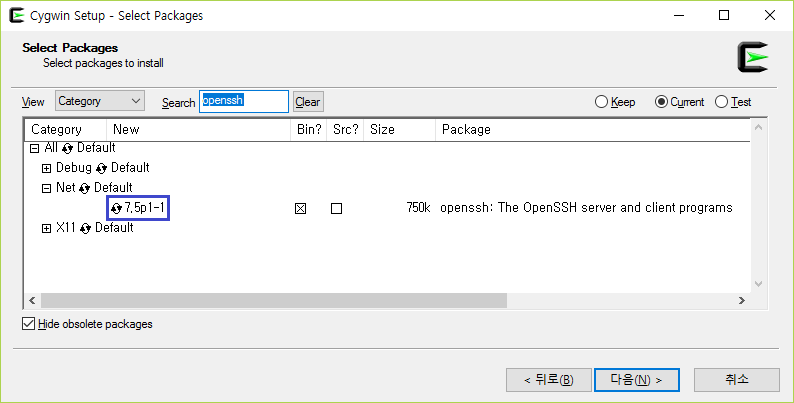 Cygwin Setup - Select Packages
Select Packages
Select packages to install
View Category Search openssh Clear Keep Current Test
Category New Bin? Src? Size Package
All Default
Debug Default
Net Default
7,5p1-1 750k openssh: The OpenSSH server and client programs
X11 Default
Hide obsolete packages
< 뒤로(B) 다음(N) > 취소